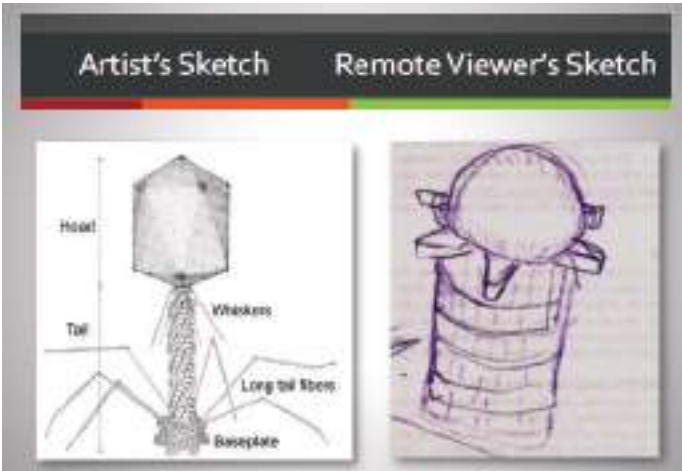 Artist's Sketch
Remote Viewer's Sketch
Head
Whiskers
Tail
Long tail fibers
Baseplate